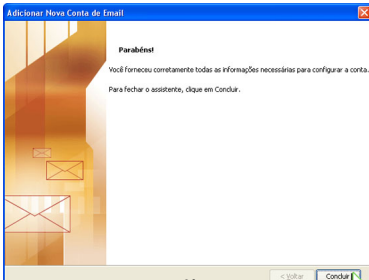 Adicionar Nova Conta de Email
Parabéns!
Você forneceu corretamente todas as informações necessárias para configurar a conta.
Para fechar o assistente, clique em Concluir.
< Voltar
Concluir